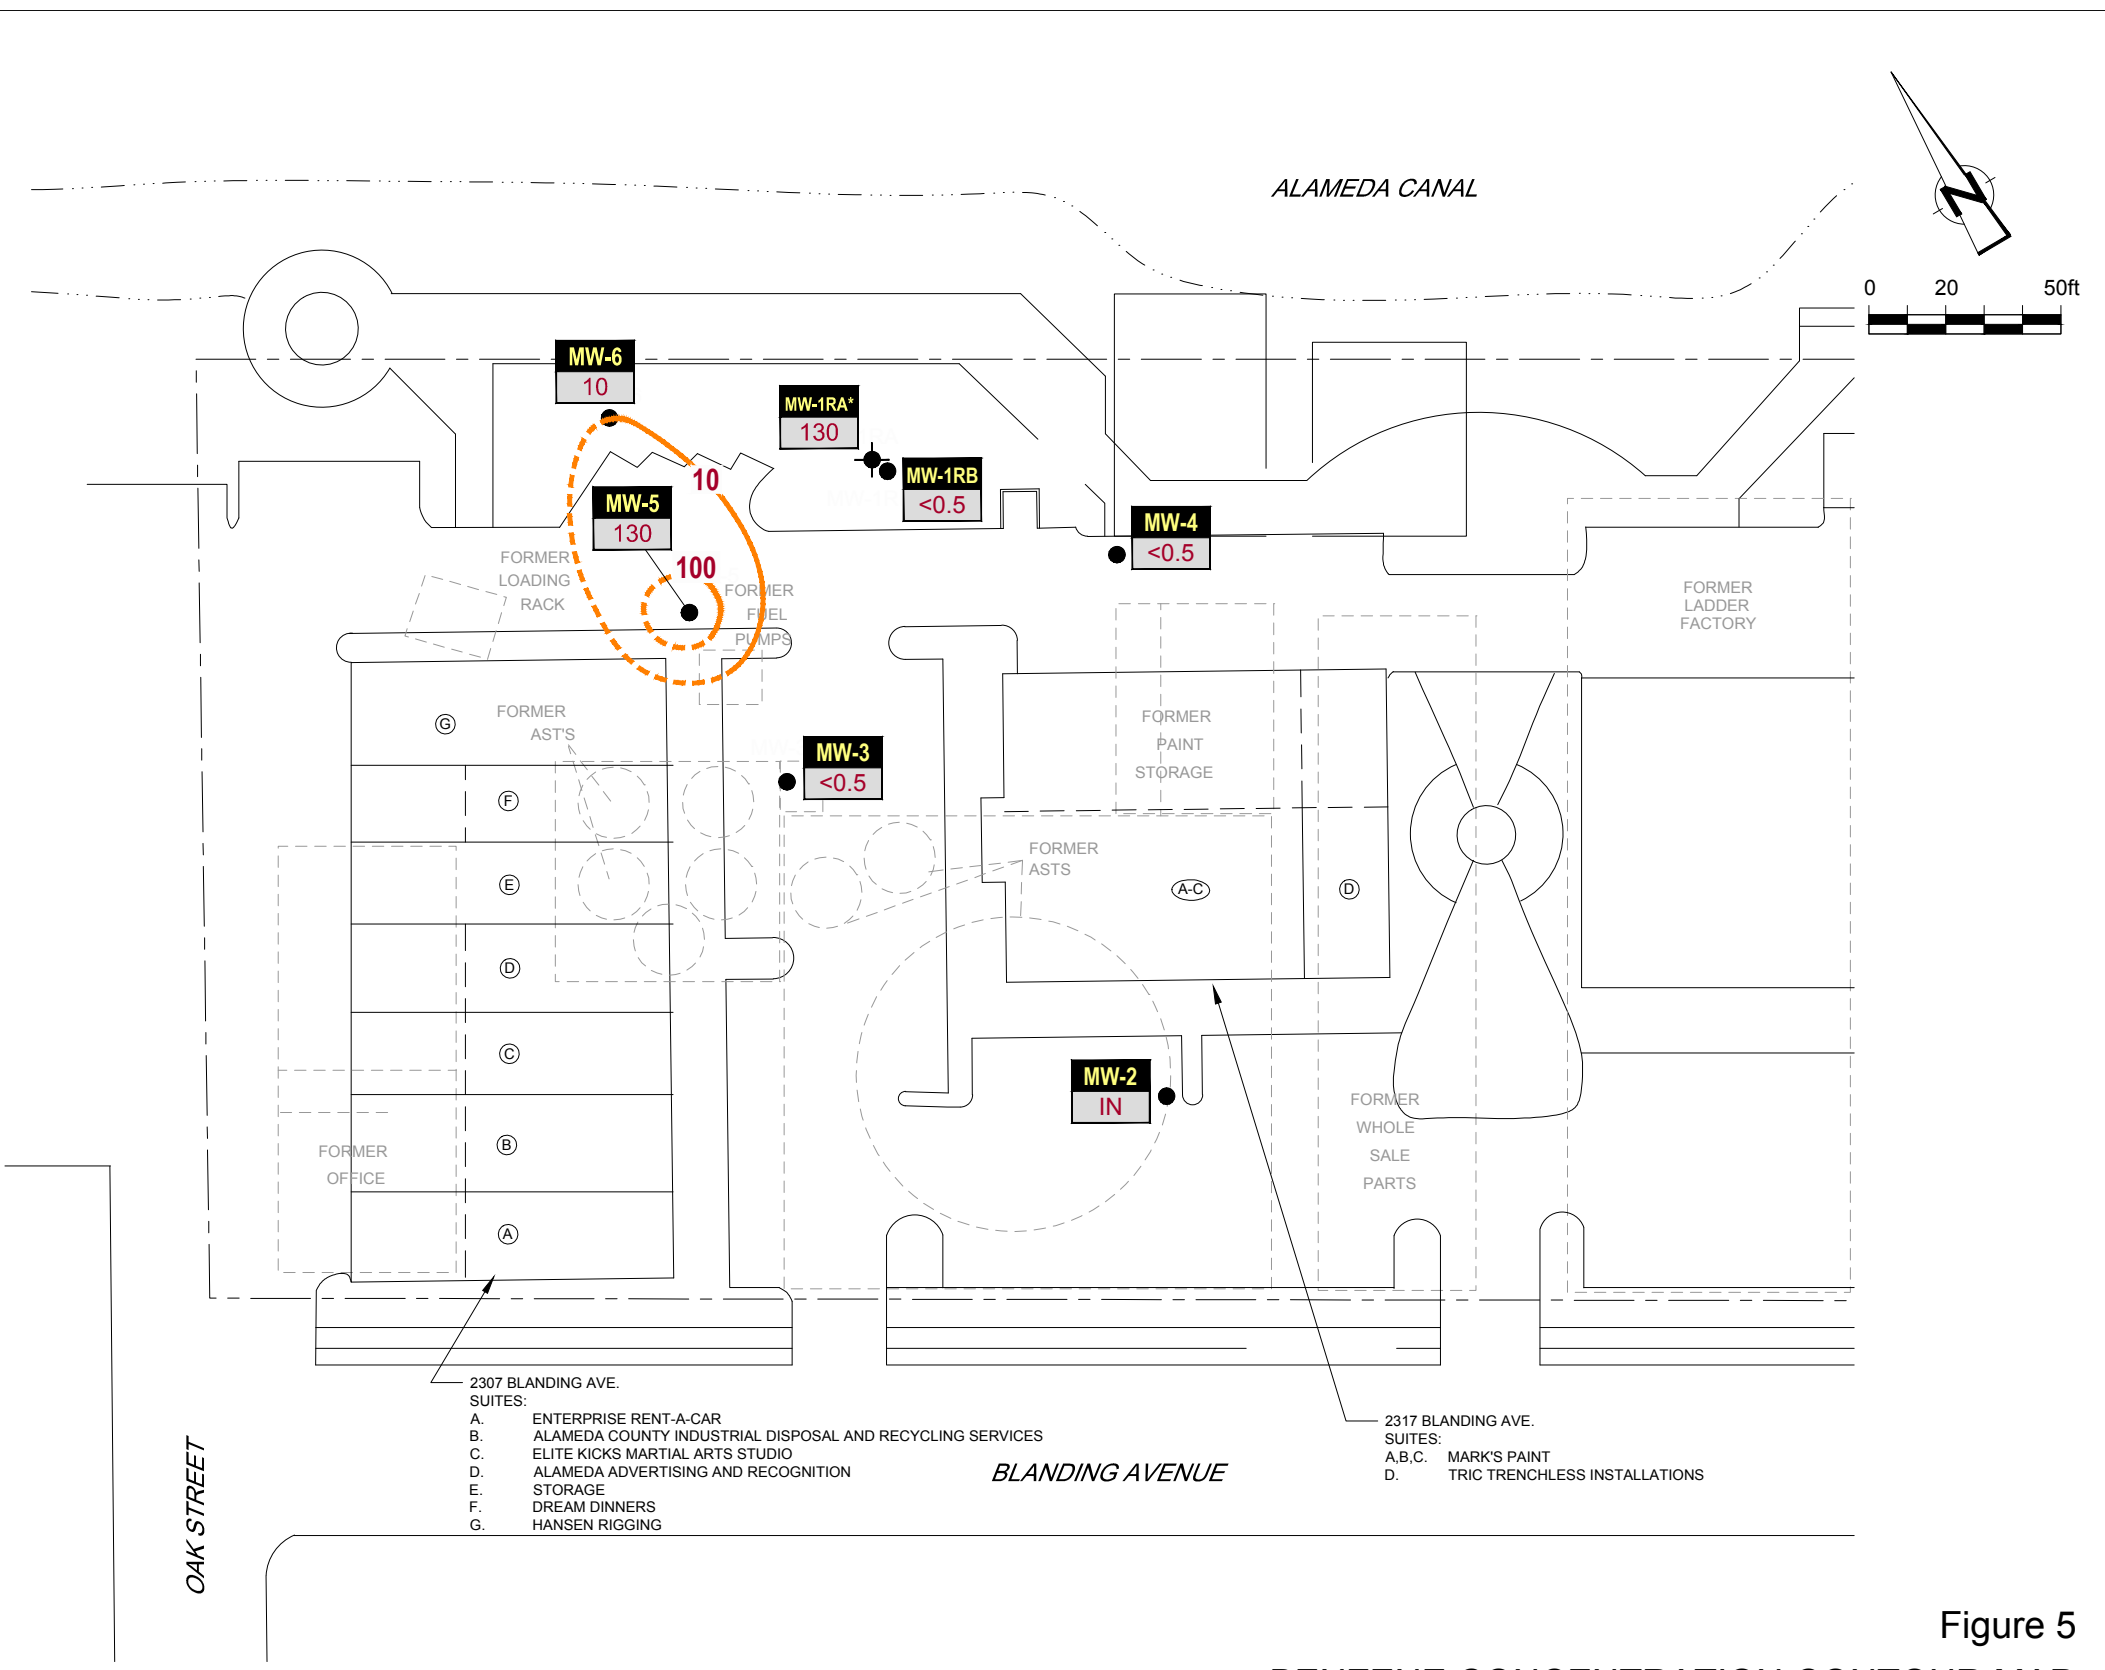 ALAMEDA CANAL
N
0 20 50ft
MW-6
10
MW-1RA*
130
MW-1RB
<0.5
10
MW-5
130
MW-4
<0.5
100
FORMER
LOADING
RACK
FORMER
FUEL
PUMPS
FORMER
LADDER
FACTORY
G
FORMER
AST'S
FORMER
PAINT
STORAGE
MW-3
<0.5
F
E
FORMER
ASTS
A-C
D
D
C
MW-2
IN
B
FORMER
OFFICE
FORMER
WHOLE
SALE
PARTS
A
2307 BLANDING AVE.
SUITES:
A. ENTERPRISE RENT-A-CAR
B. ALAMEDA COUNTY INDUSTRIAL DISPOSAL AND RECYCLING SERVICES
C. ELITE KICKS MARTIAL ARTS STUDIO
D. ALAMEDA ADVERTISING AND RECOGNITION
E. STORAGE
F. DREAM DINNERS
G. HANSEN RIGGING
2317 BLANDING AVE.
SUITES:
A,B,C. MARK'S PAINT
D. TRIC TRENCHLESS INSTALLATIONS
BLANDING AVENUE
OAK STREET
Figure 5